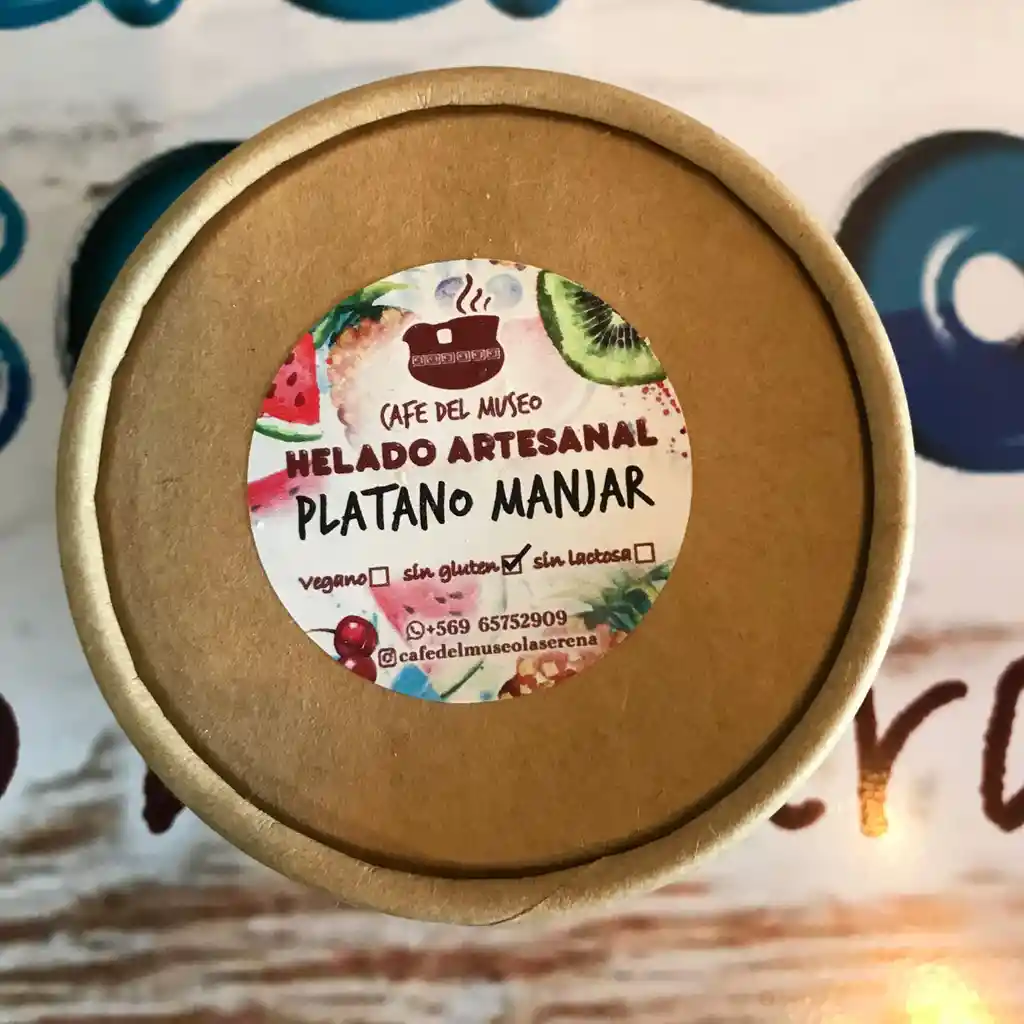 CAFE DEL MUSEO
HELADO ARTESANAL
PLATANO MANJAR
vegano☐ sin gluten☑ sin lactosa☐
+569 65752909
cafedelmuseolaserena